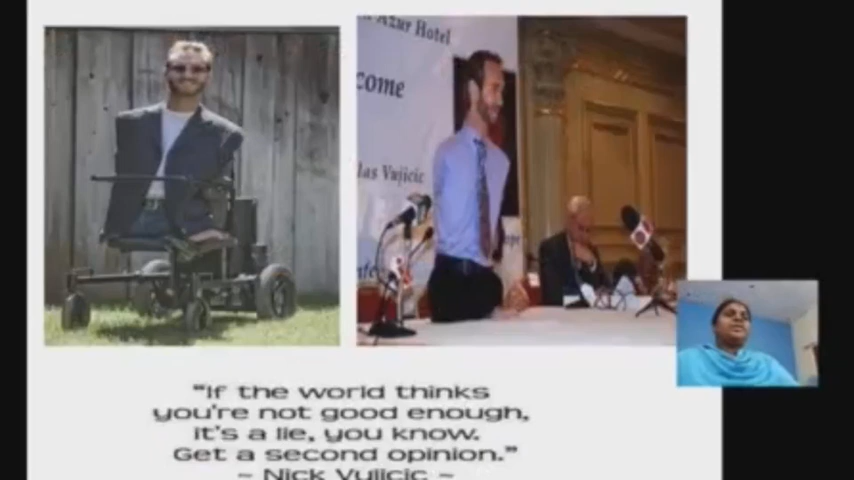 Azur Hotel
come
las Vujicic
"If the world thinks
you're not good enough,
it's a lie, you know.
Get a second opinion."
~ Nick Vujicic ~